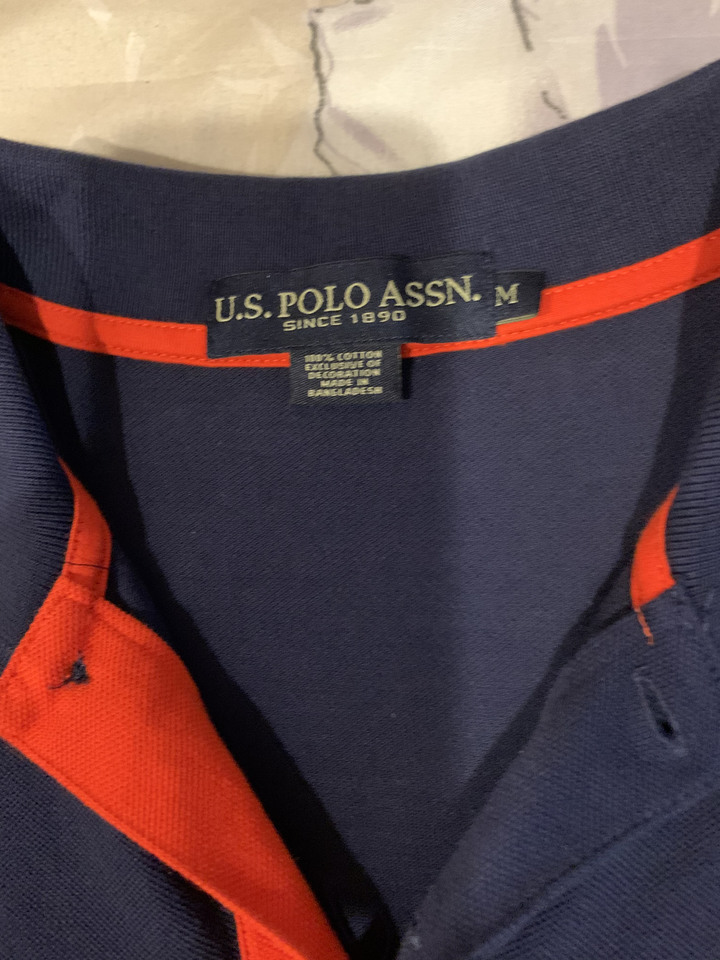 U.S. POLO ASSN.
SINCE 1890
M
100% COTTON
EXCLUSIVE OF
DECORATION
MADE IN
BANGLADESH